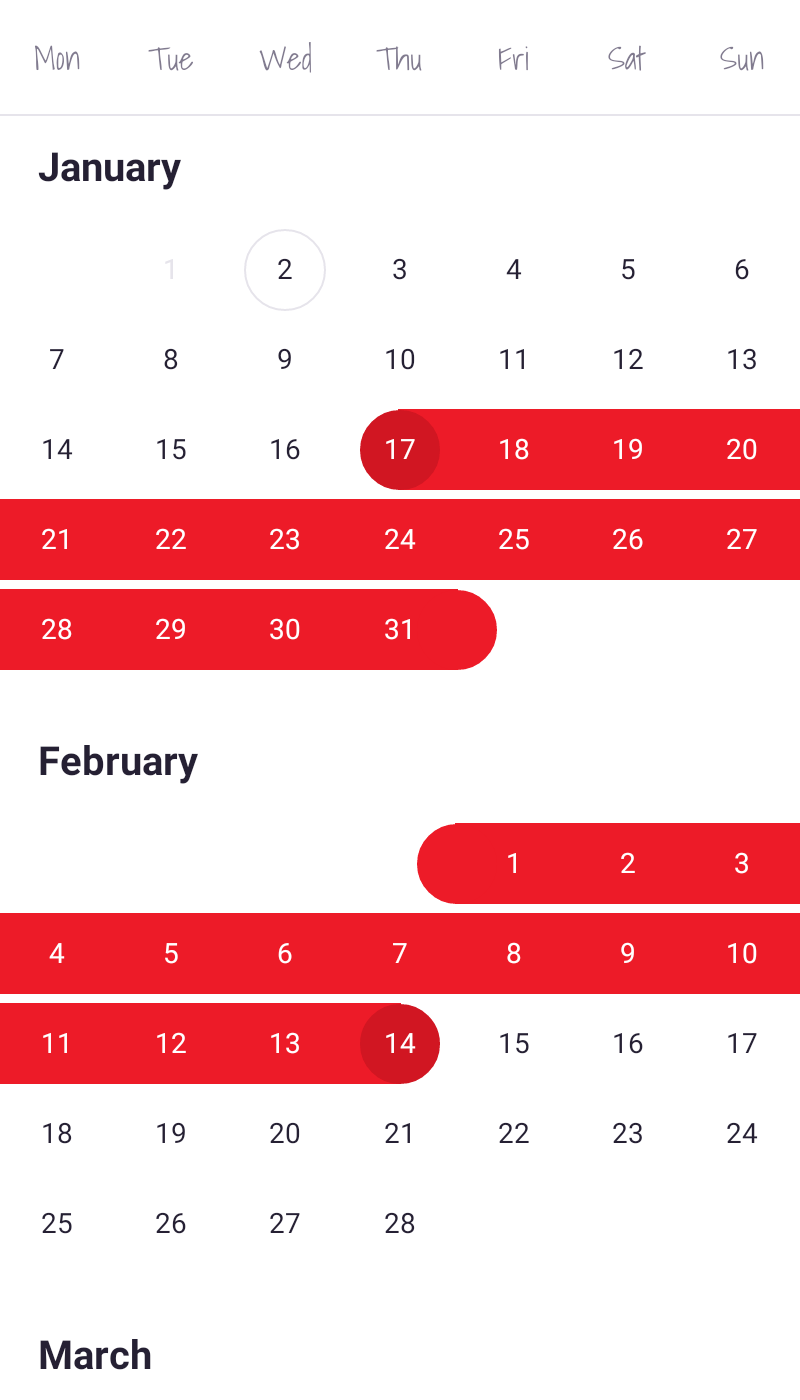 Mon Tue Wed Thu Fri Sat Sun
January
1 2 3 4 5 6
7 8 9 10 11 12 13
14 15 16 17 18 19 20
21 22 23 24 25 26 27
28 29 30 31
February
1 2 3
4 5 6 7 8 9 10
11 12 13 14 15 16 17
18 19 20 21 22 23 24
25 26 27 28
March